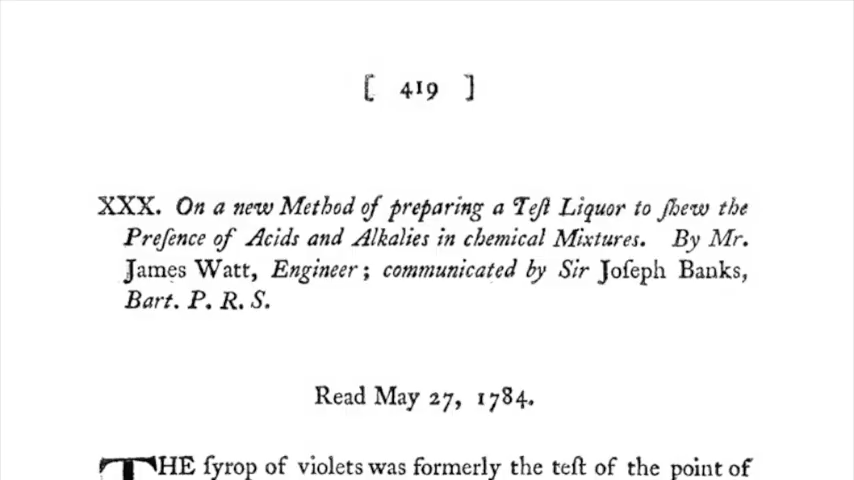 [ 419 ]
XXX. On a new Method of preparing a Teſt Liquor to ſhew the
Preſence of Acids and Alkalies in chemical Mixtures. By Mr.
James Watt, Engineer; communicated by Sir Joſeph Banks,
Bart. P. R. S.
Read May 27, 1784.
THE ſyrop of violets was formerly the teſt of the point of